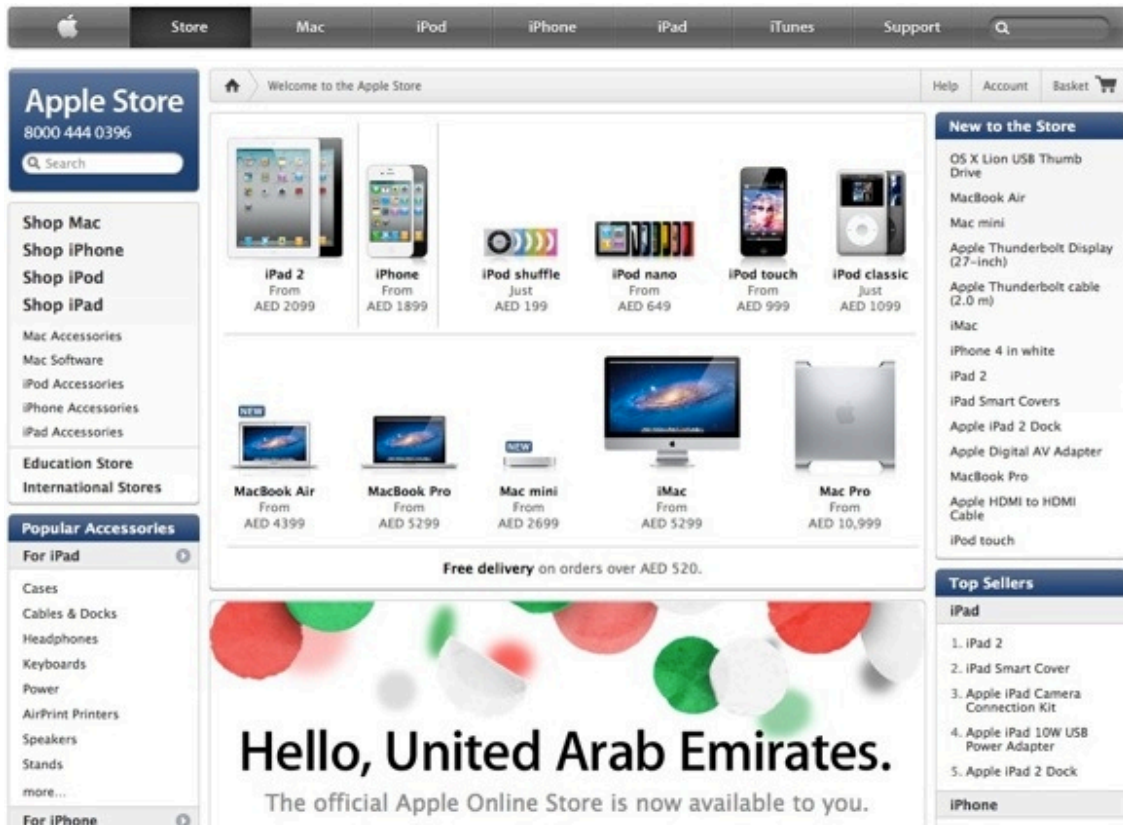 Store Mac iPod iPhone iPad iTunes Support
Apple Store
8000 444 0396
Search
Shop Mac
Shop iPhone
Shop iPod
Shop iPad
Mac Accessories
Mac Software
iPod Accessories
iPhone Accessories
iPad Accessories
Education Store
International Stores
Popular Accessories
For iPad
Cases
Cables & Docks
Headphones
Keyboards
Power
AirPrint Printers
Speakers
Stands
more...
For iPhone
Welcome to the Apple Store
Help Account Basket
iPad 2 iPhone iPod shuffle iPod nano iPod touch iPod classic
From From Just From From Just
AED 2099 AED 1899 AED 199 AED 649 AED 999 AED 1099
NEW NEW
MacBook Air MacBook Pro Mac mini iMac Mac Pro
From From From From From
AED 4399 AED 5299 AED 2699 AED 5299 AED 10,999
Free delivery on orders over AED 520.
Hello, United Arab Emirates.
The official Apple Online Store is now available to you.
New to the Store
OS X Lion USB Thumb
Drive
MacBook Air
Mac mini
Apple Thunderbolt Display
(27-inch)
Apple Thunderbolt cable
(2.0 m)
iMac
iPhone 4 in white
iPad 2
iPad Smart Covers
Apple iPad 2 Dock
Apple Digital AV Adapter
MacBook Pro
Apple HDMI to HDMI
Cable
iPod touch
Top Sellers
iPad
1. iPad 2
2. iPad Smart Cover
3. Apple iPad Camera
Connection Kit
4. Apple iPad 10W USB
Power Adapter
5. Apple iPad 2 Dock
iPhone